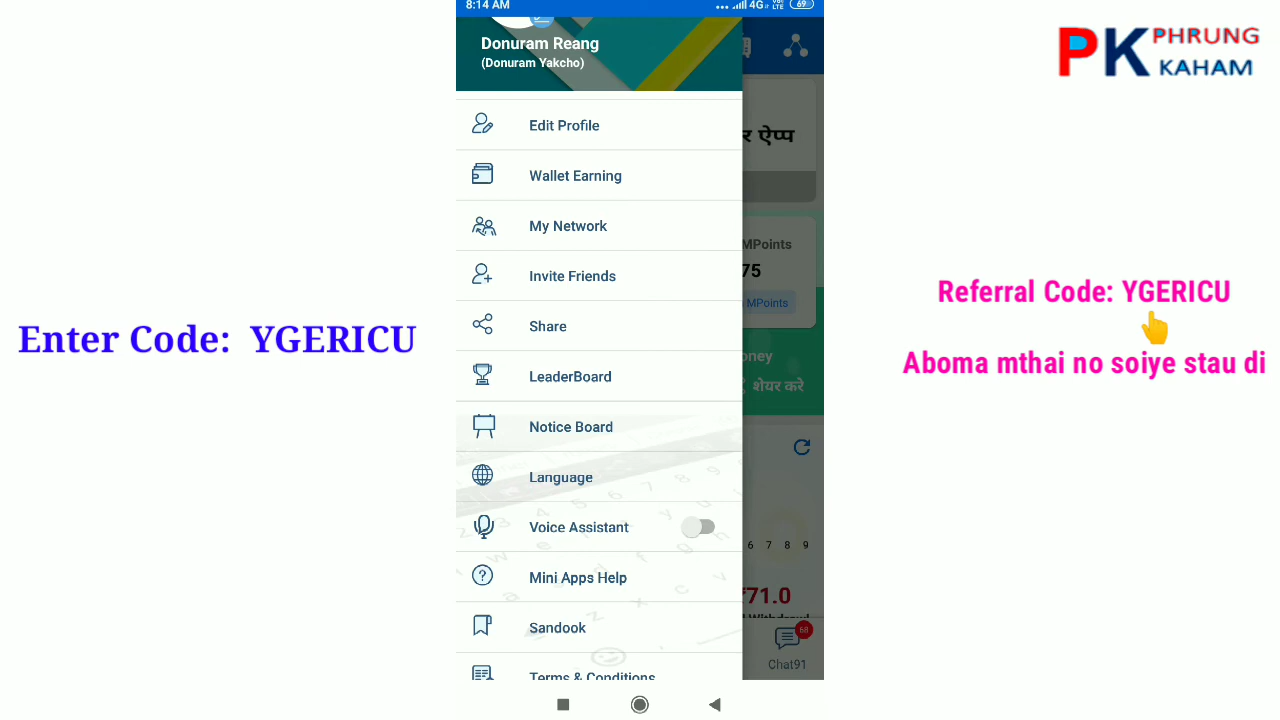 8:14 AM
4G
VoLTE
69
PHRUNG
PK
KAHAM
Donuram Reang
(Donuram Yakcho)
Edit Profile
र ऐप्प
Wallet Earning
My Network
MPoints
Invite Friends
75
MPoints
Referral Code: YGERICU
Share
Enter Code: YGERICU
oney
Aboma mthai no soiye stau di
LeaderBoard
शेयर करे
Notice Board
Language
Voice Assistant
6 7 8 9
Mini Apps Help
₹71.0
Sandook
68
Chat91
Terms & Conditions